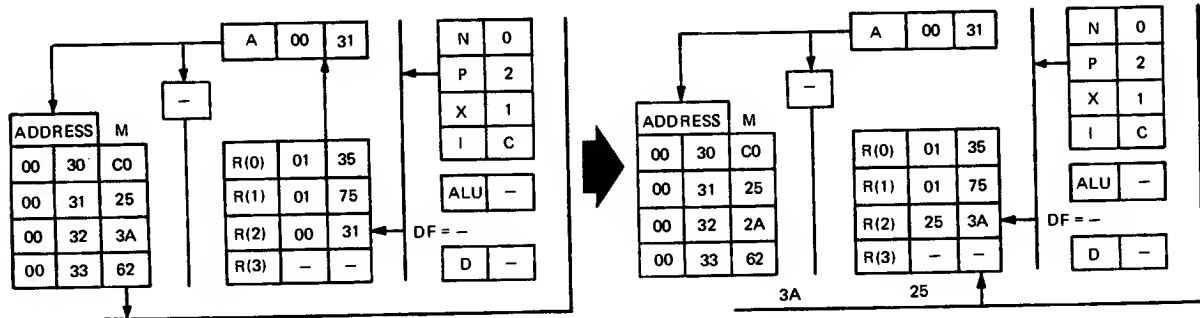 A 00 31
N 0
P 2
X 1
I C
–
ADDRESS M
00 30 C0
00 31 25
00 32 3A
00 33 62
R(0) 01 35
R(1) 01 75
R(2) 00 31
R(3) – –
ALU –
DF = –
D –
A 00 31
N 0
P 2
X 1
I C
–
ADDRESS M
00 30 C0
00 31 25
00 32 2A
00 33 62
R(0) 01 35
R(1) 01 75
R(2) 25 3A
R(3) – –
ALU –
DF = –
D –
3A 25